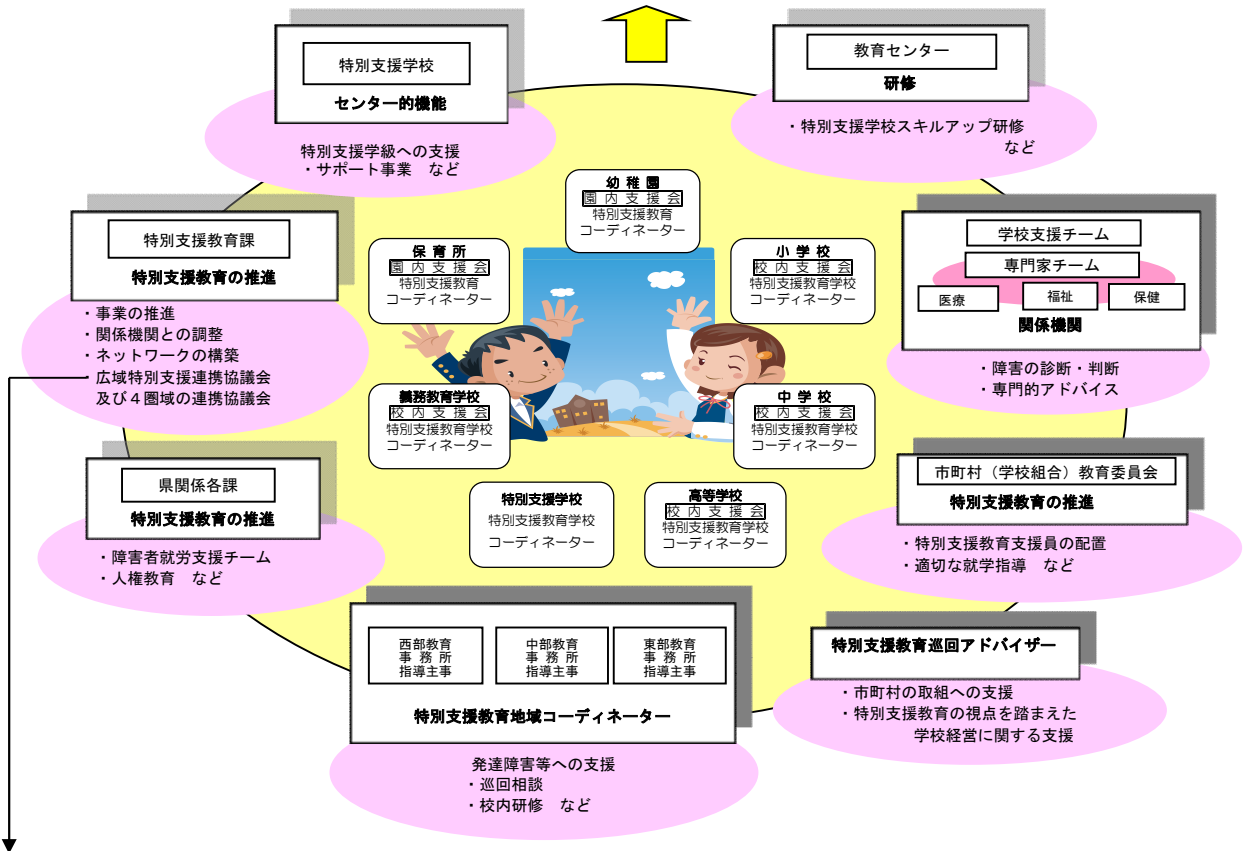 特別支援学校
センター的機能
特別支援学級への支援
・サポート事業　など
教育センター
研修
・特別支援学校スキルアップ研修
など
特別支援教育課
特別支援教育の推進
・事業の推進
・関係機関との調整
・ネットワークの構築
・広域特別支援連携協議会
及び４圏域の連携協議会
学校支援チーム
専門家チーム
医療
福祉
保健
関係機関
・障害の診断・判断
・専門的アドバイス
幼 稚 園
園 内 支 援 会
特別支援教育
コーディネーター
保 育 所
園 内 支 援 会
特別支援教育
コーディネーター
小 学 校
校 内 支 援 会
特別支援教育学校
コーディネーター
義務教育学校
校 内 支 援 会
特別支援教育学校
コーディネーター
中 学 校
校 内 支 援 会
特別支援教育学校
コーディネーター
特別支援学校
特別支援教育学校
コーディネーター
高等学校
校 内 支 援 会
特別支援教育学校
コーディネーター
県関係各課
特別支援教育の推進
・障害者就労支援チーム
・人権教育　など
市町村（学校組合）教育委員会
特別支援教育の推進
・特別支援教育支援員の配置
・適切な就学指導　など
西部教育
事 務 所
指導主事
中部教育
事 務 所
指導主事
東部教育
事 務 所
指導主事
特別支援教育地域コーディネーター
発達障害等への支援
・巡回相談
・校内研修　など
特別支援教育巡回アドバイザー
・市町村の取組への支援
・特別支援教育の視点を踏まえた
学校経営に関する支援